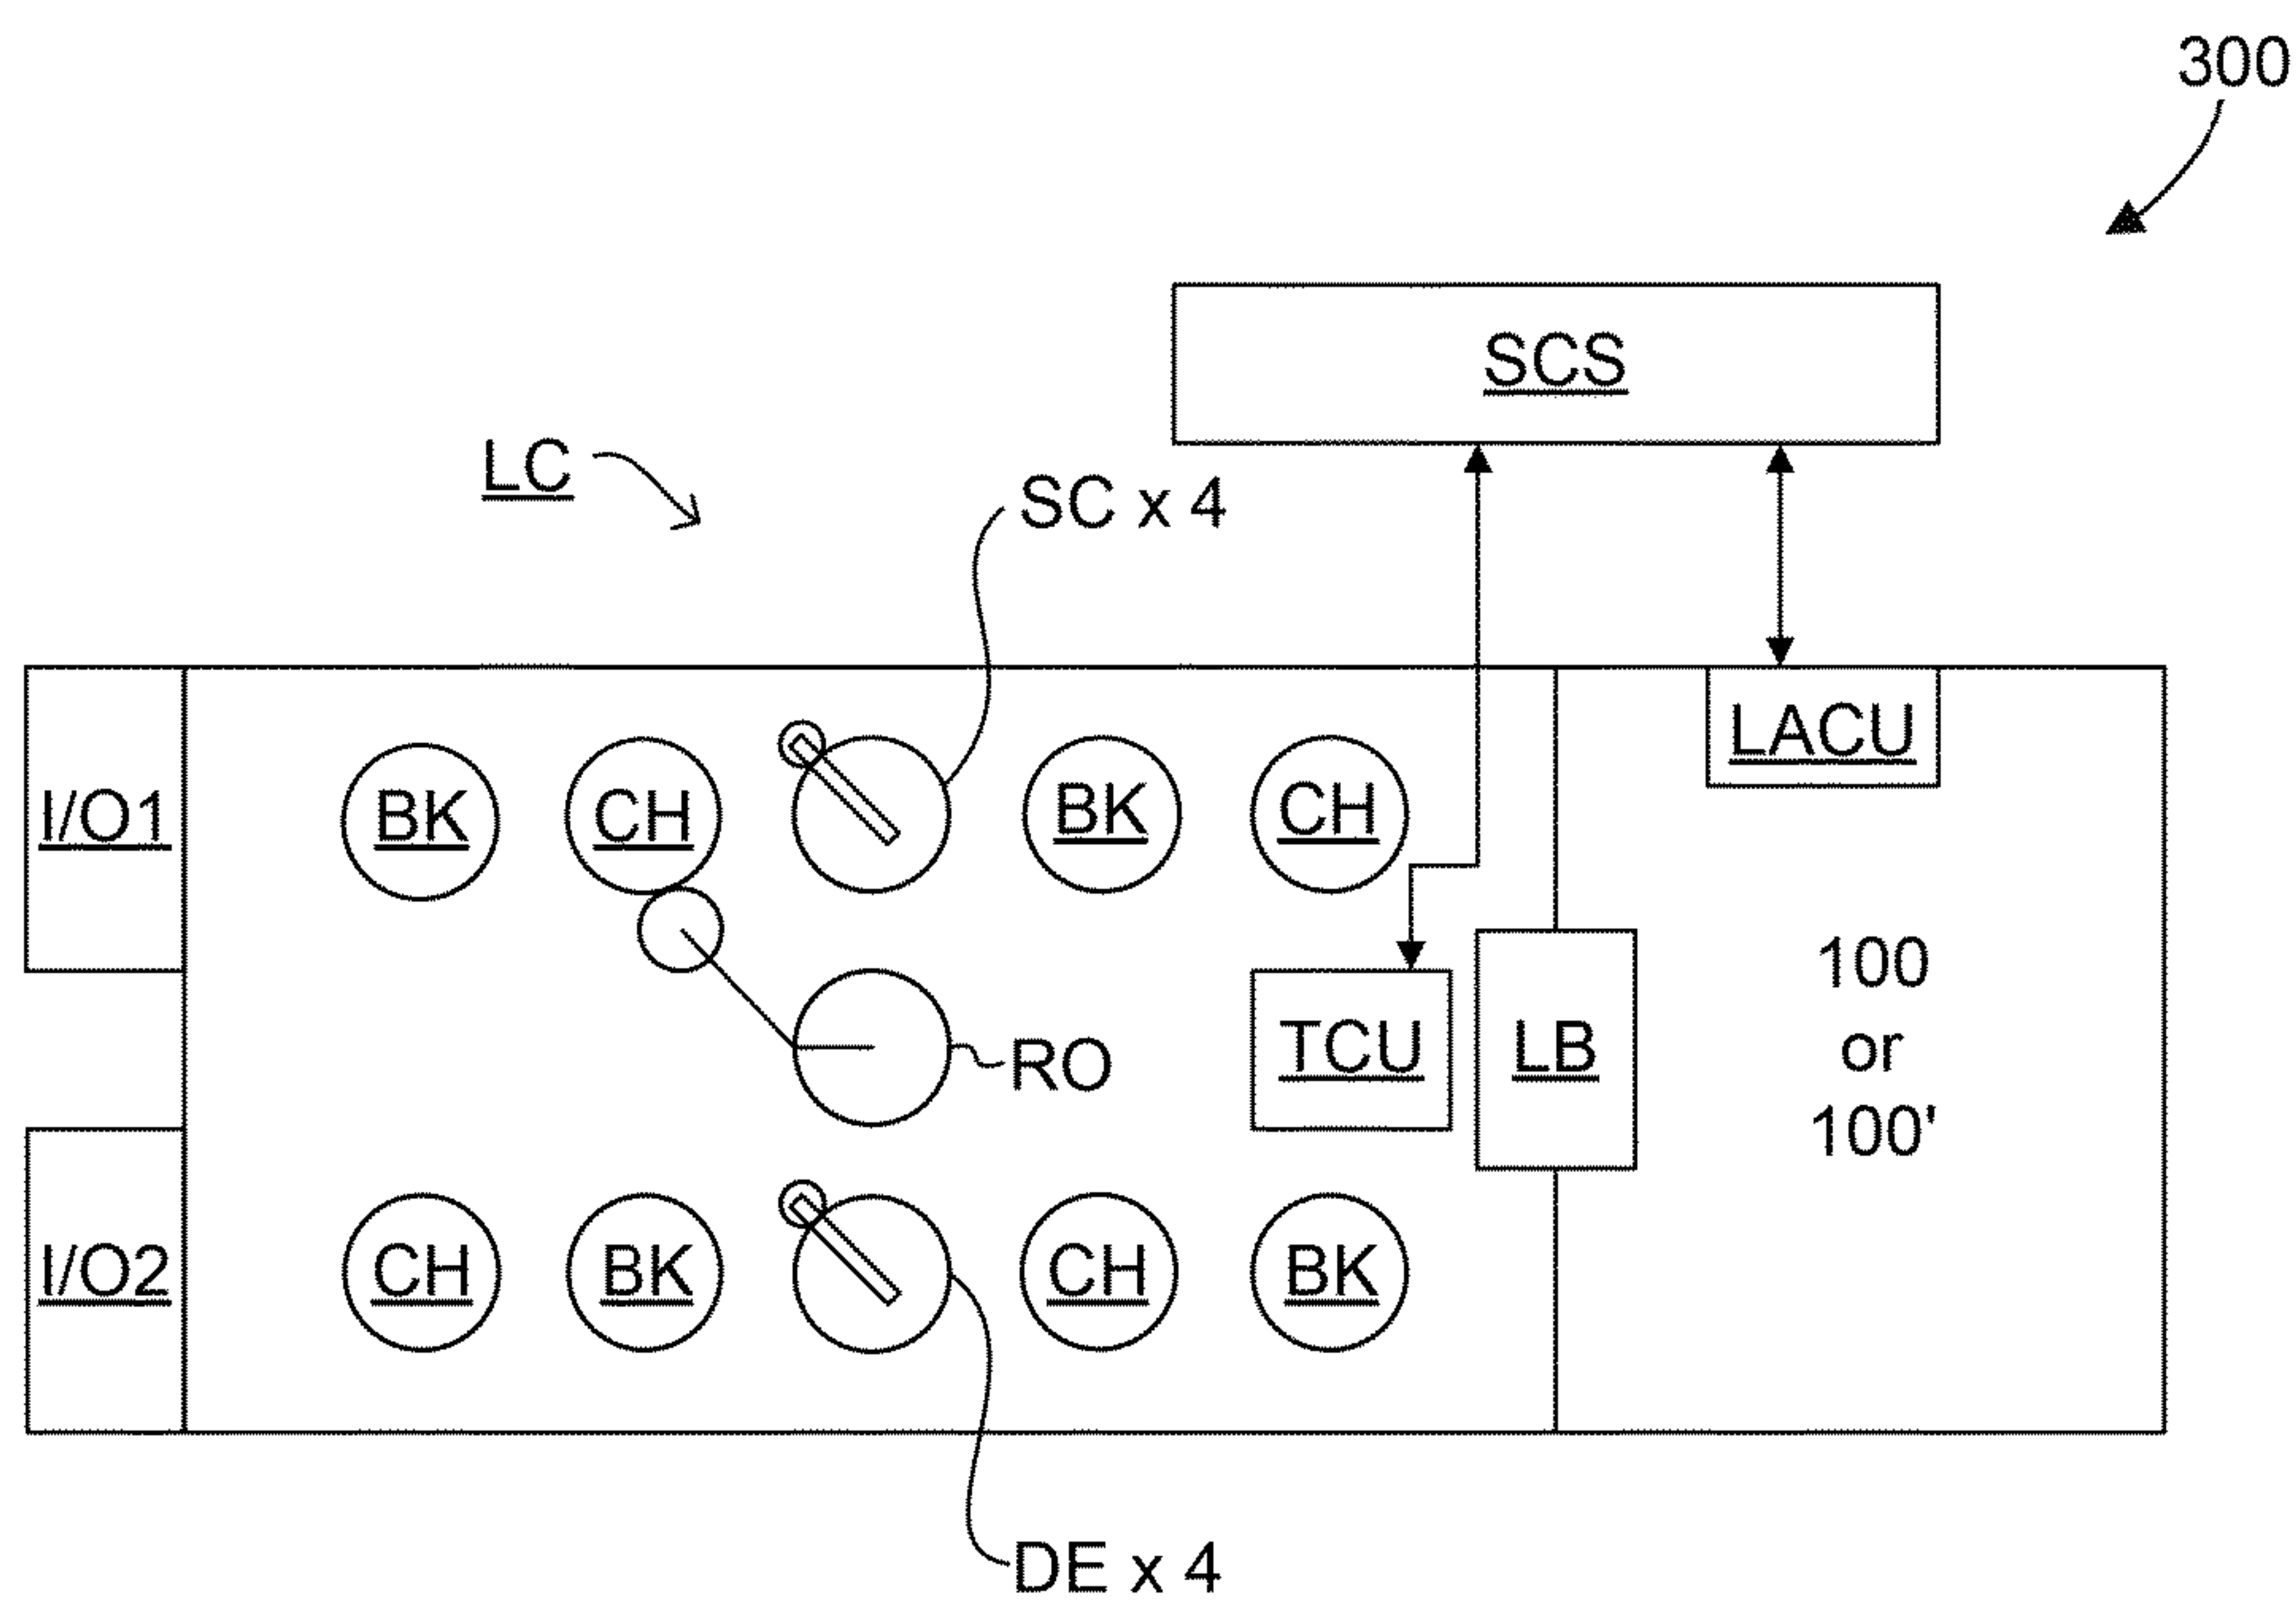 300
SCS
LC
SC x 4
LACU
I/O1
BK
CH
BK
CH
100
or
100'
TCU
LB
RO
I/O2
CH
BK
CH
BK
DE x 4